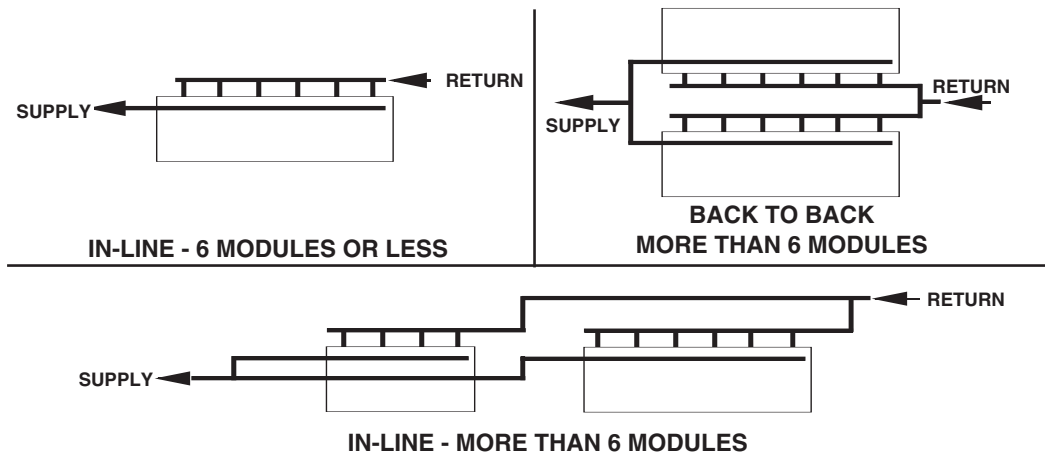 RETURN
SUPPLY
IN-LINE - 6 MODULES OR LESS
RETURN
SUPPLY
BACK TO BACK
MORE THAN 6 MODULES
RETURN
SUPPLY
IN-LINE - MORE THAN 6 MODULES